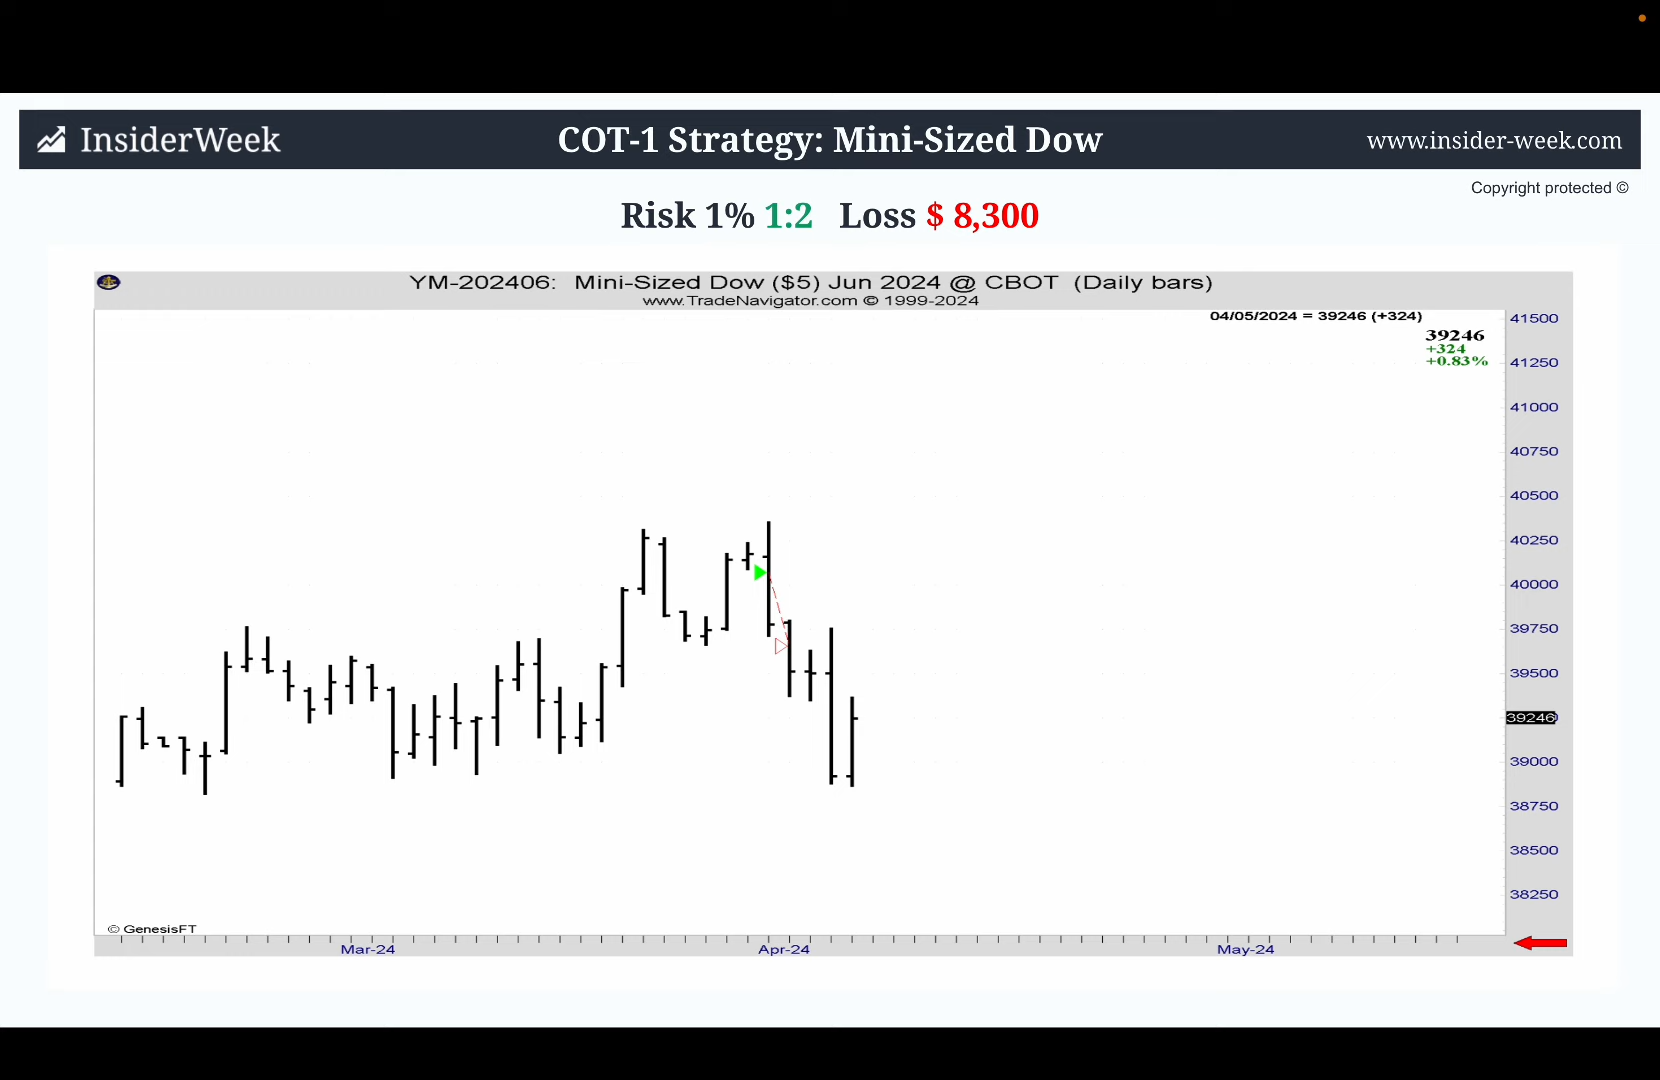 InsiderWeek
COT-1 Strategy: Mini-Sized Dow
www.insider-week.com
Copyright protected ©
Risk 1% 1:2 Loss $ 8,300
YM-202406: Mini-Sized Dow ($5) Jun 2024 @ CBOT (Daily bars)
www.TradeNavigator.com © 1999-2024
04/05/2024 = 39246 (+324)
39246
+324
+0.83%
41500
41250
41000
40750
40500
40250
40000
39750
39500
39246
39000
38750
38500
38250
© GenesisFT
Mar-24
Apr-24
May-24